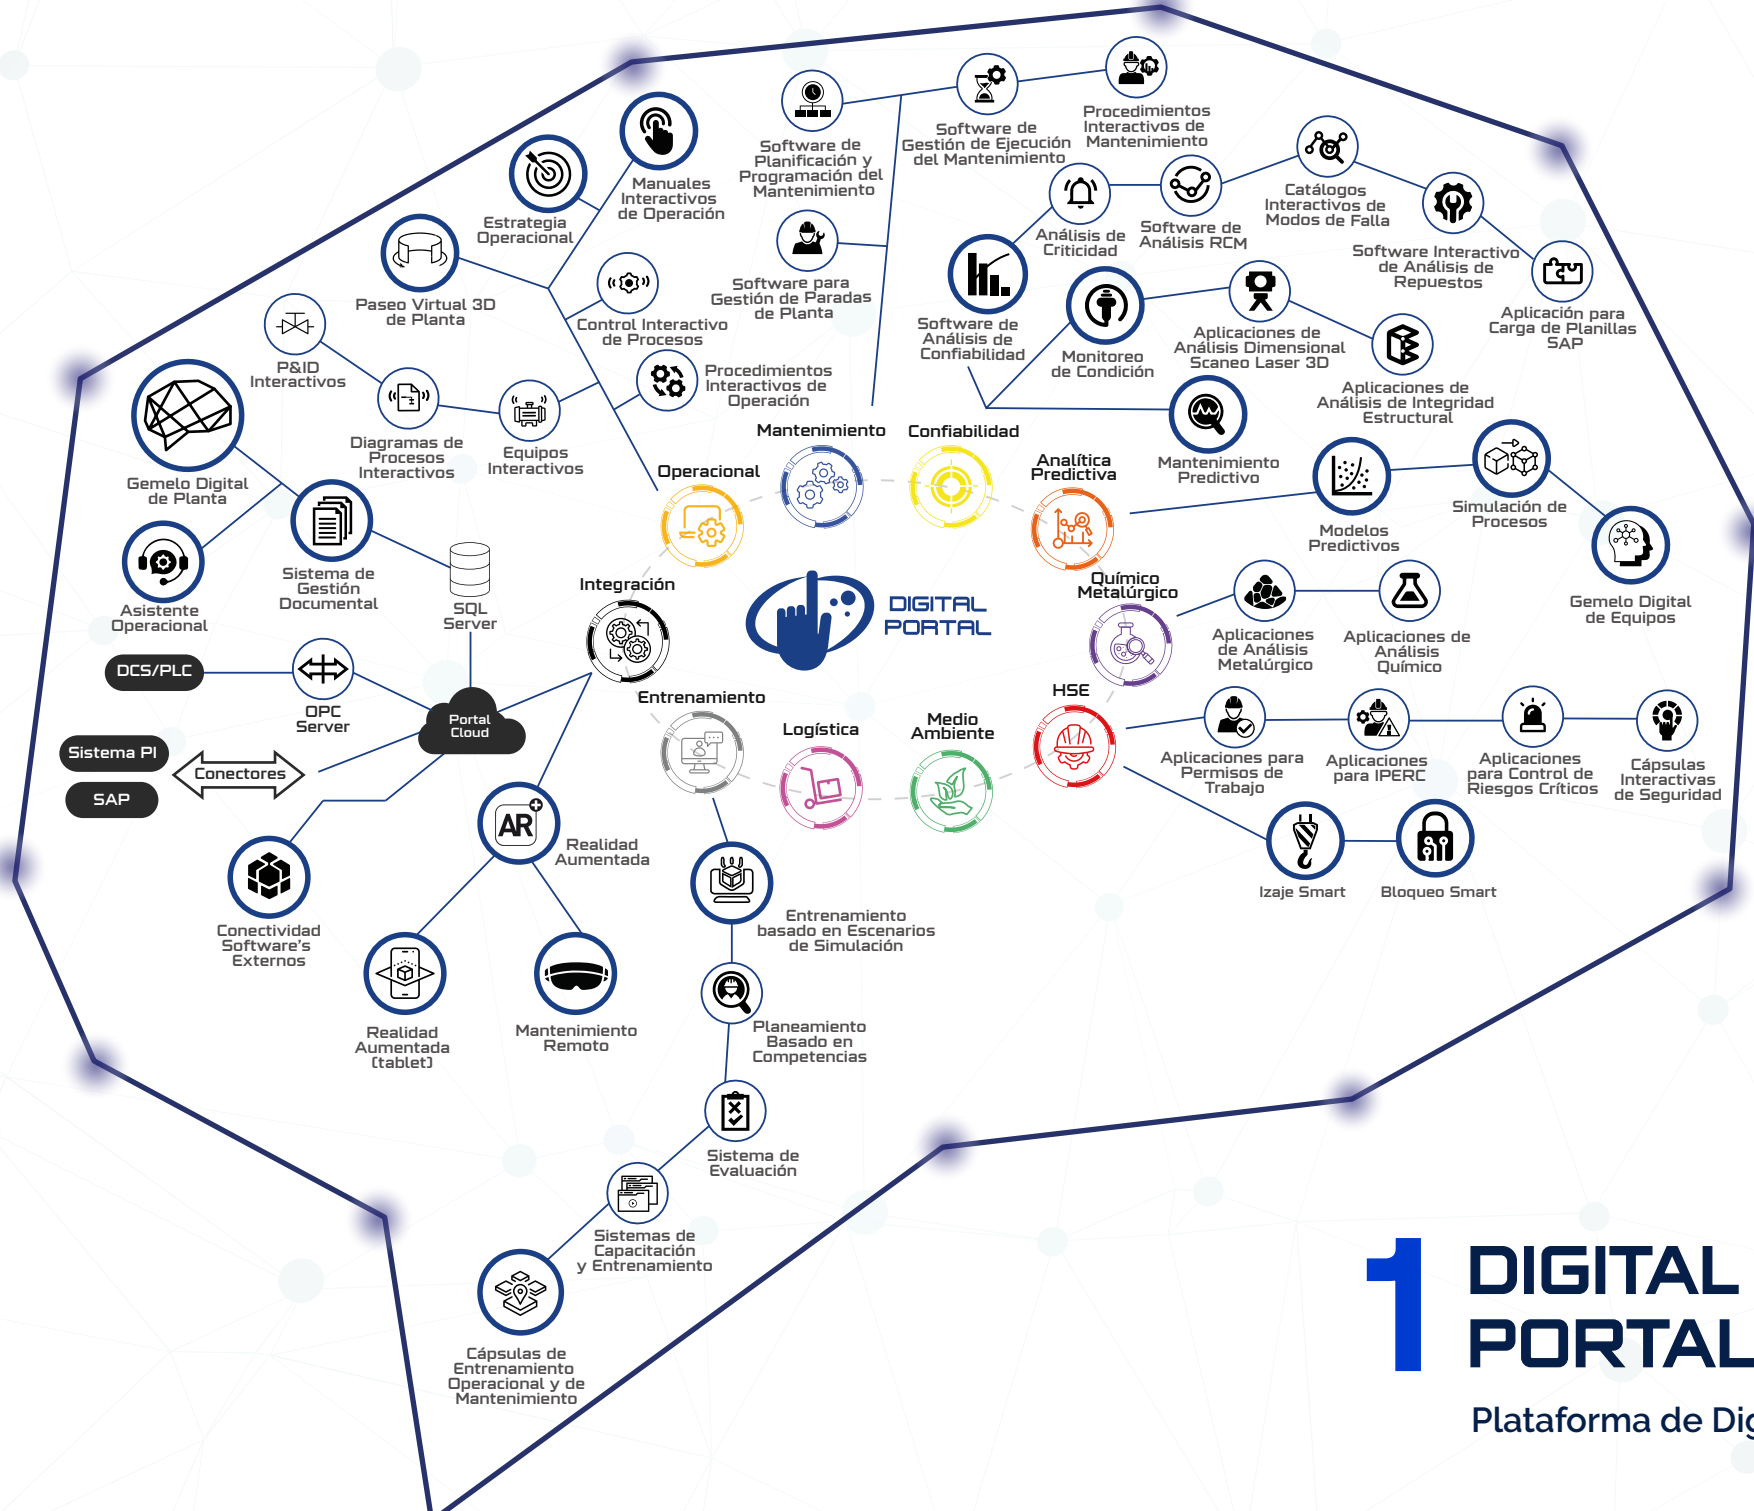 Software de
Planificación y
Programación del
Mantenimiento
Software de
Gestión de Ejecución
del Mantenimiento
Procedimientos
Interactivos de
Mantenimiento
Manuales
Interactivos
de Operación
Estrategia
Operacional
Paseo Virtual 3D
de Planta
Software para
Gestión de Paradas
de Planta
Análisis de
Criticidad
Software de
Análisis RCM
Catálogos
Interactivos de
Modos de Falla
Software Interactivo
de Análisis de
Repuestos
Aplicación para
Carga de Planillas
SAP
Control Interactivo
de Procesos
Software de
Análisis de
Confiabilidad
Monitoreo
de Condición
Aplicaciones de
Análisis Dimensional
Scaneo Laser 3D
Aplicaciones de
Análisis de Integridad
Estructural
P&ID
Interactivos
Procedimientos
Interactivos de
Operación
Diagramas de
Procesos
Interactivos
Equipos
Interactivos
Gemelo Digital
de Planta
Mantenimiento
Confiabilidad
Operacional
Analítica
Predictiva
Mantenimiento
Predictivo
Modelos
Predictivos
Simulación de
Procesos
Gemelo Digital
de Equipos
Asistente
Operacional
Sistema de
Gestión
Documental
SQL
Server
Integración
DIGITAL
PORTAL
Químico
Metalúrgico
Aplicaciones
de Análisis
Metalúrgico
Aplicaciones de
Análisis
Químico
DCS/PLC
OPC
Server
Portal
Cloud
Sistema PI
Conectores
SAP
Entrenamiento
Logística
Medio
Ambiente
HSE
Aplicaciones para
Permisos de
Trabajo
Aplicaciones
para IPERC
Aplicaciones
para Control de
Riesgos Críticos
Cápsulas
Interactivas
de Seguridad
AR
Realidad
Aumentada
Izaje Smart
Bloqueo Smart
Conectividad
Software's
Externos
Entrenamiento
basado en Escenarios
de Simulación
Realidad
Aumentada
(tablet)
Mantenimiento
Remoto
Planeamiento
Basado en
Competencias
Sistema de
Evaluación
Sistemas de
Capacitación
y Entrenamiento
Cápsulas de
Entrenamiento
Operacional y de
Mantenimiento
1 DIGITAL
PORTAL
Plataforma de Dig